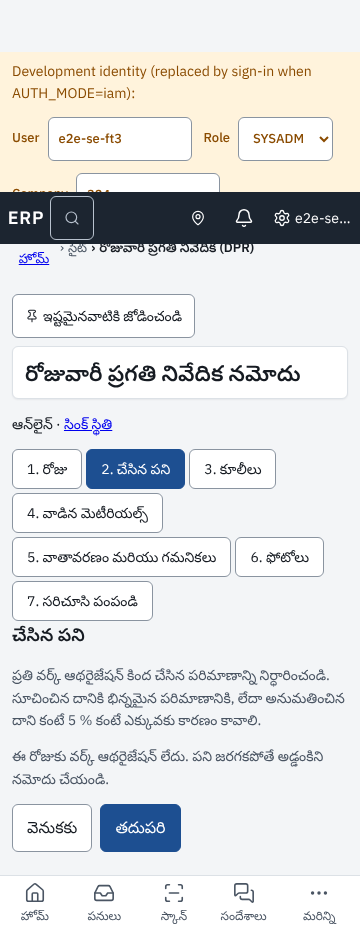 Development identity (replaced by sign-in when
AUTH_MODE=iam):
User e2e-se-ft3 Role SYSADM
ERP e2e-se...
హోమ్ › సైట్ › రోజువారీ ప్రగతి నివేదిక (DPR)
ఇష్టమైనవాటికి జోడించండి
రోజువారీ ప్రగతి నివేదిక నమోదు
ఆన్‌లైన్ · సింక్ స్థితి
1. రోజు 2. చేసిన పని 3. కూలీలు
4. వాడిన మెటీరియల్స్
5. వాతావరణం మరియు గమనికలు 6. ఫోటోలు
7. సరిచూసి పంపండి
చేసిన పని
ప్రతి వర్క్ ఆథరైజేషన్ కింద చేసిన పరిమాణాన్ని నిర్ధారించండి.
సూచించిన దానికి భిన్నమైన పరిమాణానికి, లేదా అనుమతించిన
దాని కంటే 5 % కంటే ఎక్కువకు కారణం కావాలి.
ఈ రోజుకు వర్క్ ఆథరైజేషన్ లేదు. పని జరగకపోతే అడ్డంకిని
నమోదు చేయండి.
వెనుకకు తదుపరి
హోమ్ పనులు స్కాన్ సందేశాలు మరిన్ని